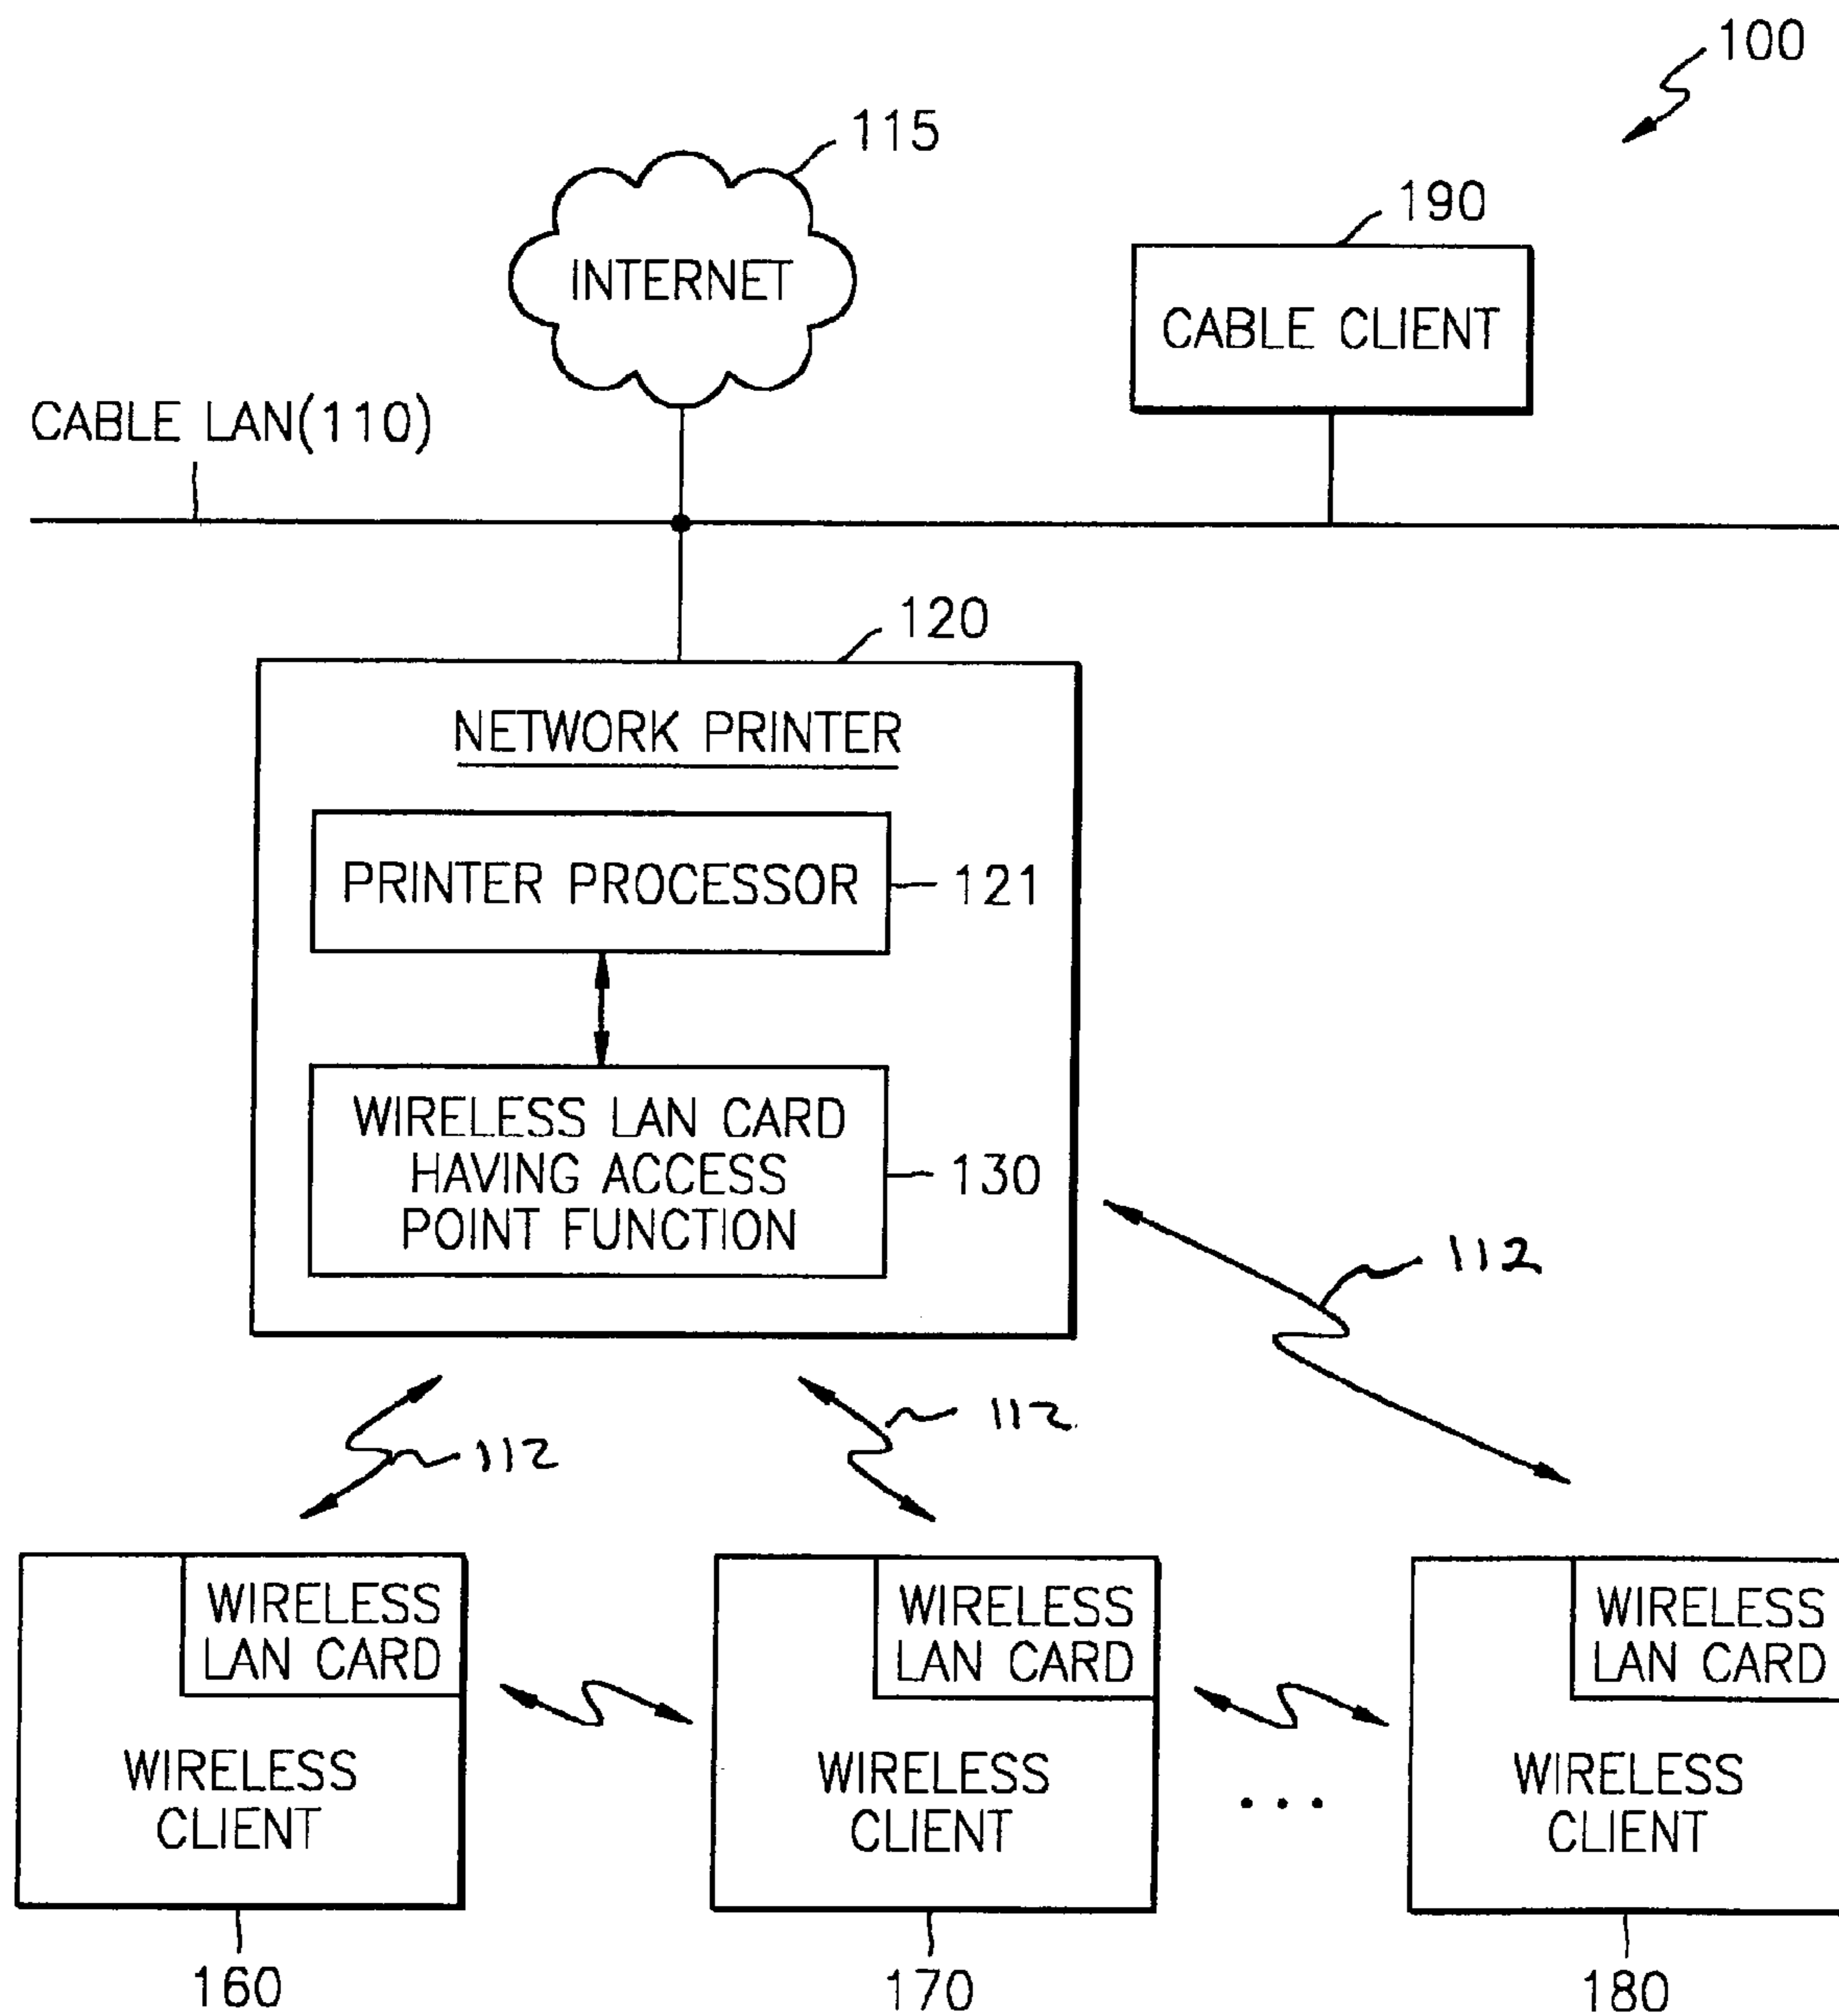 100
115
INTERNET
190
CABLE CLIENT
CABLE LAN(110)
120
NETWORK PRINTER
PRINTER PROCESSOR
121
WIRELESS LAN CARD
HAVING ACCESS
POINT FUNCTION
130
112
112
112
WIRELESS
LAN CARD
WIRELESS
CLIENT
160
WIRELESS
LAN CARD
WIRELESS
CLIENT
170
...
WIRELESS
LAN CARD
WIRELESS
CLIENT
180